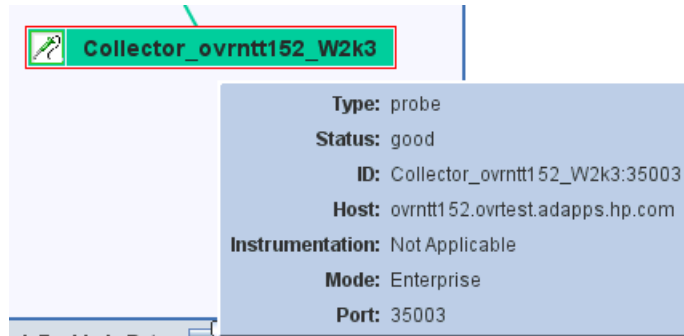 Collector_ovrntt152_W2k3
Type: probe
Status: good
ID: Collector_ovrntt152_W2k3:35003
Host: ovrntt152.ovrtest.adapps.hp.com
Instrumentation: Not Applicable
Mode: Enterprise
Port: 35003